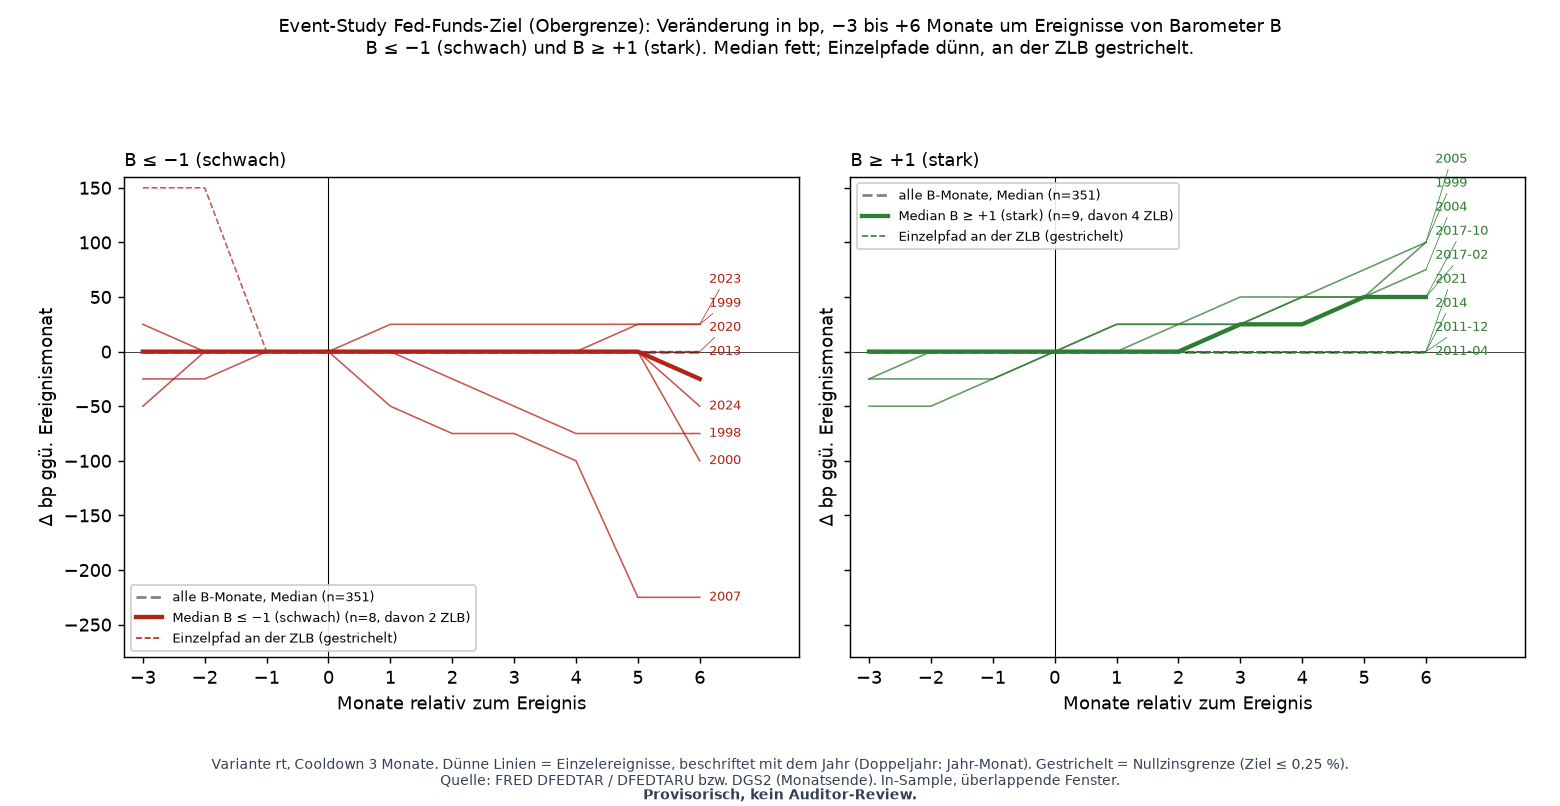 Event-Study Fed-Funds-Ziel (Obergrenze): Veränderung in bp, −3 bis +6 Monate um Ereignisse von Barometer B
B ≤ −1 (schwach) und B ≥ +1 (stark). Median fett; Einzelpfade dünn, an der ZLB gestrichelt.
B ≤ −1 (schwach)
150
100
50
0
−50
−100
−150
−200
−250
Δ bp ggü. Ereignismonat
2023
1999
2020
2013
2024
1998
2000
2007
alle B-Monate, Median (n=351)
Median B ≤ −1 (schwach) (n=8, davon 2 ZLB)
Einzelpfad an der ZLB (gestrichelt)
−3 −2 −1 0 1 2 3 4 5 6
Monate relativ zum Ereignis
B ≥ +1 (stark)
alle B-Monate, Median (n=351)
Median B ≥ +1 (stark) (n=9, davon 4 ZLB)
Einzelpfad an der ZLB (gestrichelt)
2005
1999
2004
2017-10
2017-02
2021
2014
2011-12
2011-04
Δ bp ggü. Ereignismonat
−3 −2 −1 0 1 2 3 4 5 6
Monate relativ zum Ereignis
Variante rt, Cooldown 3 Monate. Dünne Linien = Einzelereignisse, beschriftet mit dem Jahr (Doppeljahr: Jahr-Monat). Gestrichelt = Nullzinsgrenze (Ziel ≤ 0,25 %).
Quelle: FRED DFEDTAR / DFEDTARU bzw. DGS2 (Monatsende). In-Sample, überlappende Fenster.
Provisorisch, kein Auditor-Review.